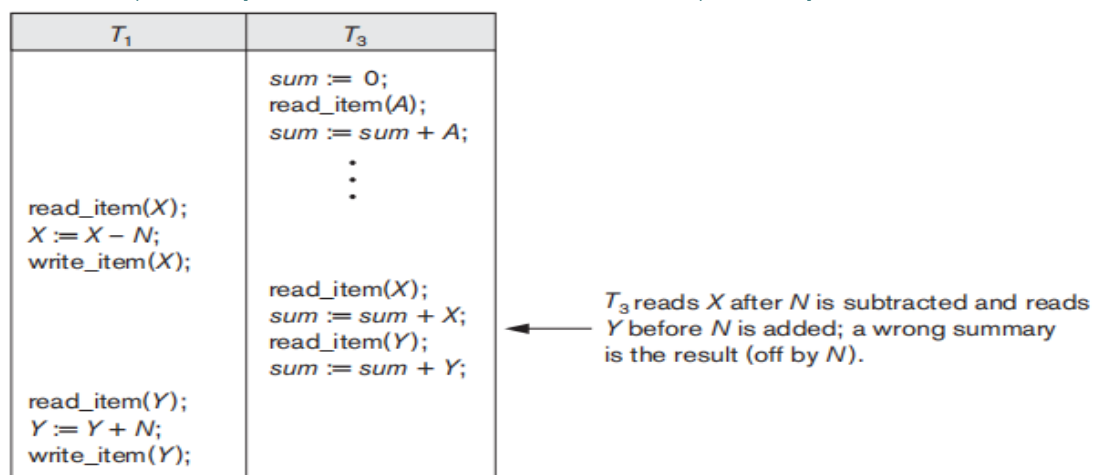 T₁ T₃
sum := 0;
read_item(A);
sum := sum + A;
read_item(X);
X := X – N;
write_item(X);
read_item(X);
sum := sum + X;
read_item(Y);
sum := sum + Y;
T₃ reads X after N is subtracted and reads
Y before N is added; a wrong summary
is the result (off by N).
read_item(Y);
Y := Y + N;
write_item(Y);